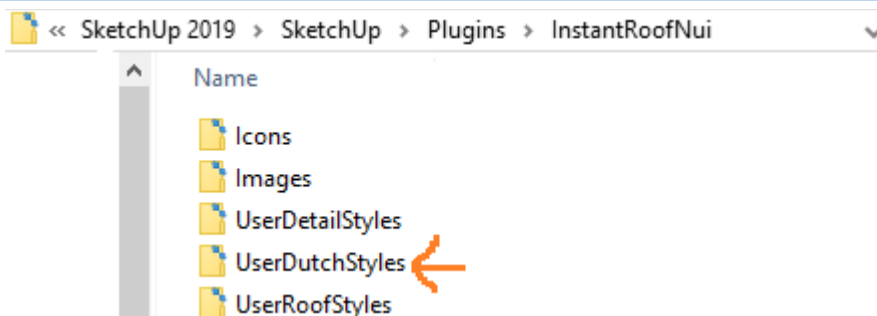 « SketchUp 2019 > SketchUp > Plugins > InstantRoofNui
Name
Icons
Images
UserDetailStyles
UserDutchStyles
UserRoofStyles